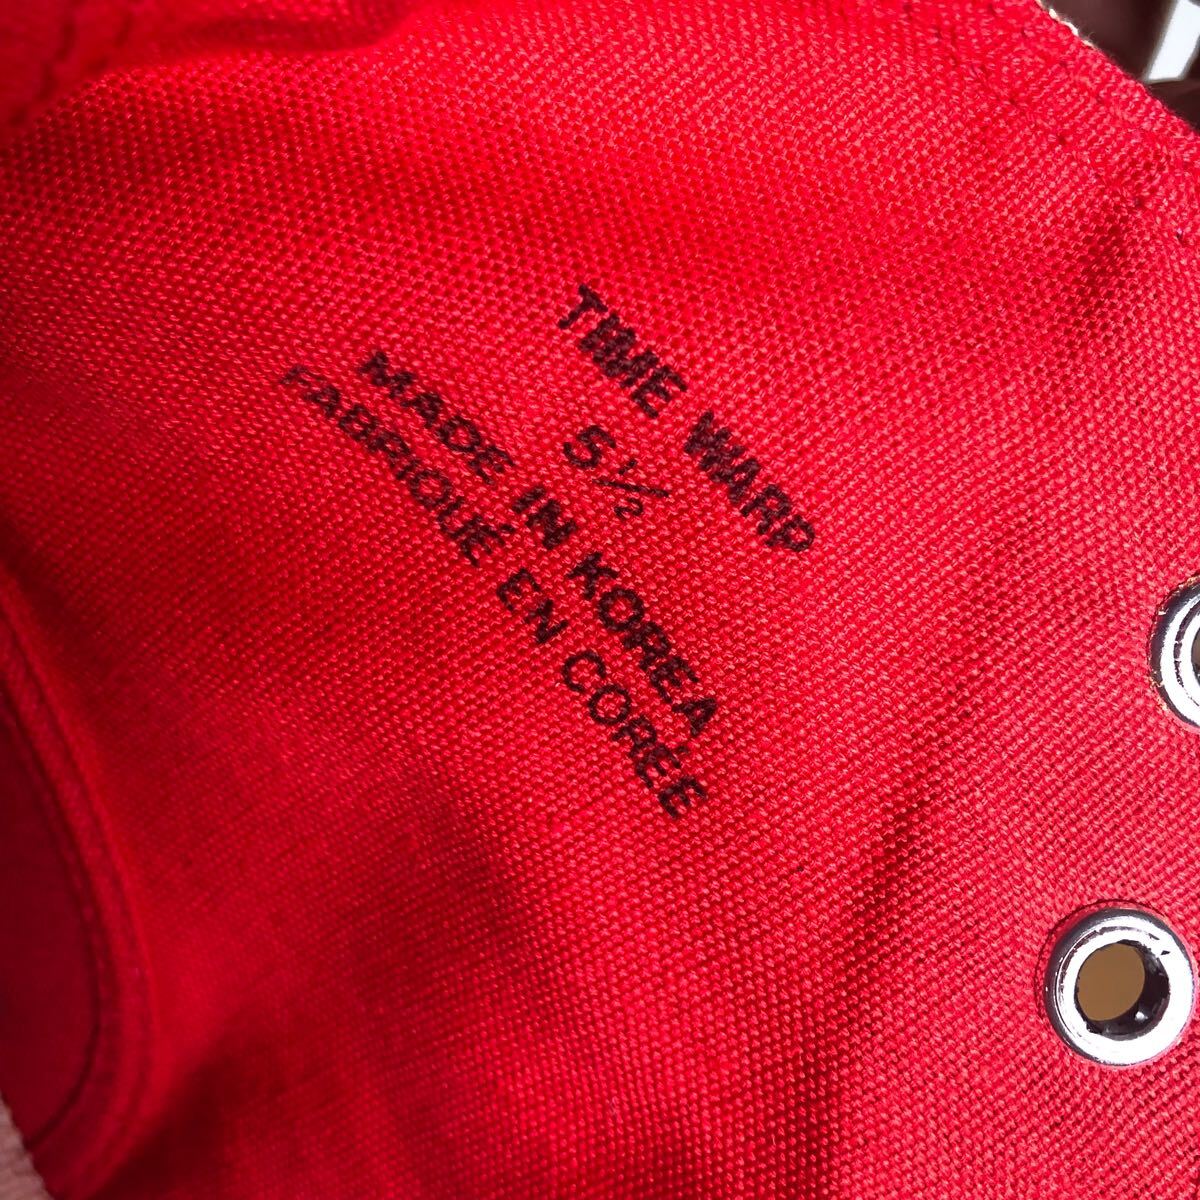 TIME WARP
5 ½
MADE IN KOREA
FABRIQUÉ EN CORÉE